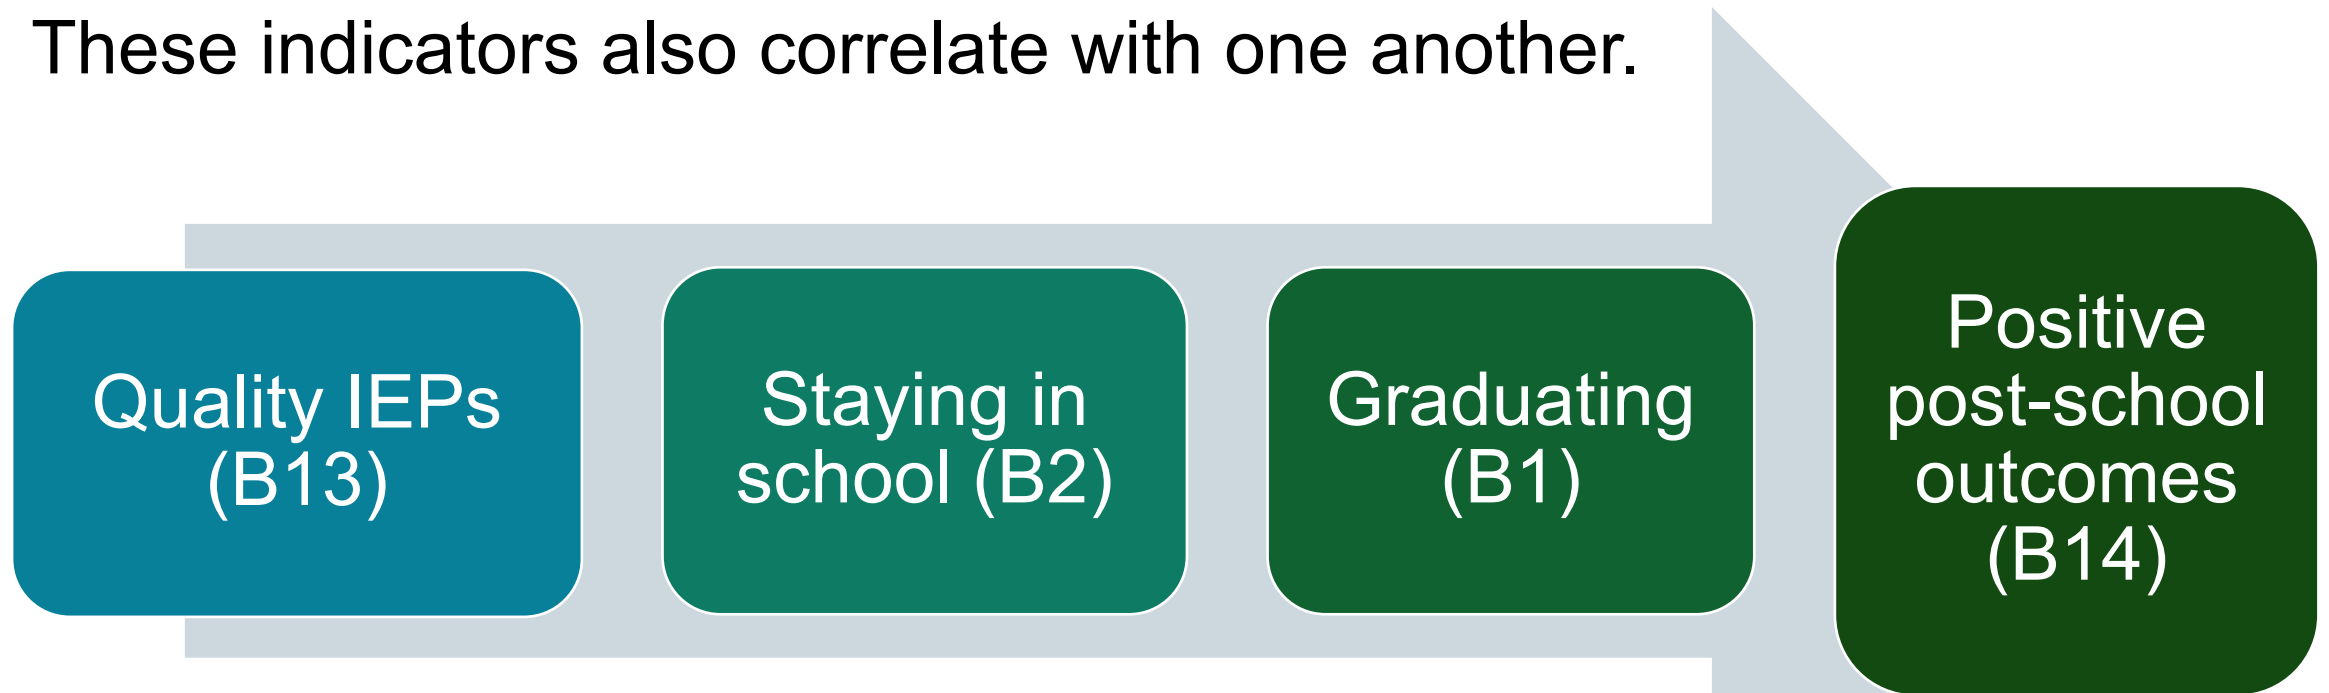 These indicators also correlate with one another.
Quality IEPs
(B13)
Staying in
school (B2)
Graduating
(B1)
Positive
post-school
outcomes
(B14)